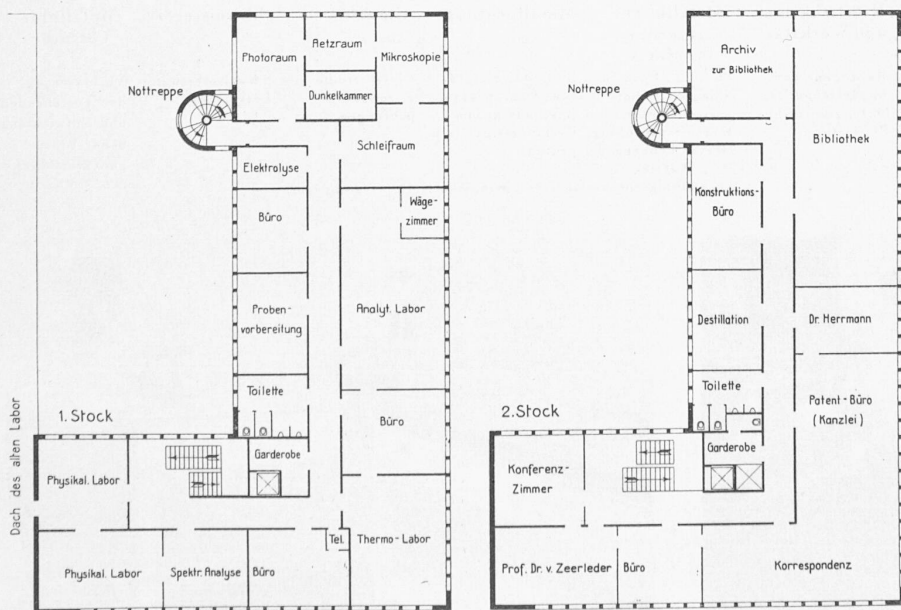 Photoraum
Aetzraum
Mikroskopie
Dunkelkammer
Nottreppe
Schleifraum
Elektrolyse
Wäge-
zimmer
Büro
Proben-
vorbereitung
Analyt. Labor
Toilette
Büro
1. Stock
Garderobe
Physikal. Labor
Dach des alten Labor
Tel.
Thermo-Labor
Physikal. Labor
Spektr. Analyse
Büro
Archiv
zur Bibliothek
Nottreppe
Bibliothek
Konstruktions-
Büro
Destillation
Dr. Herrmann
Toilette
Patent-Büro
(Kanzlei)
2. Stock
Garderobe
Konferenz-
Zimmer
Prof. Dr. v. Zeerleder
Büro
Korrespondenz